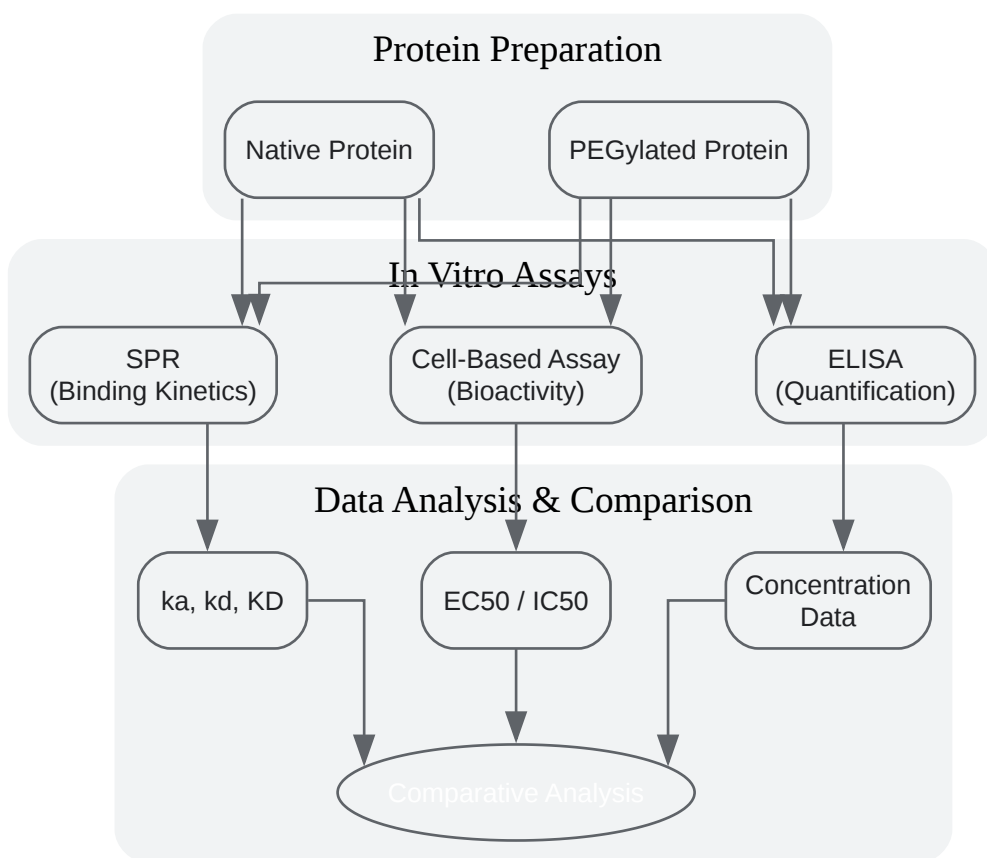 Protein Preparation
Native Protein
PEGylated Protein
In Vitro Assays
SPR
(Binding Kinetics)
Cell-Based Assay
(Bioactivity)
ELISA
(Quantification)
Data Analysis & Comparison
ka, kd, KD
EC50 / IC50
Concentration
Data
Comparative Analysis